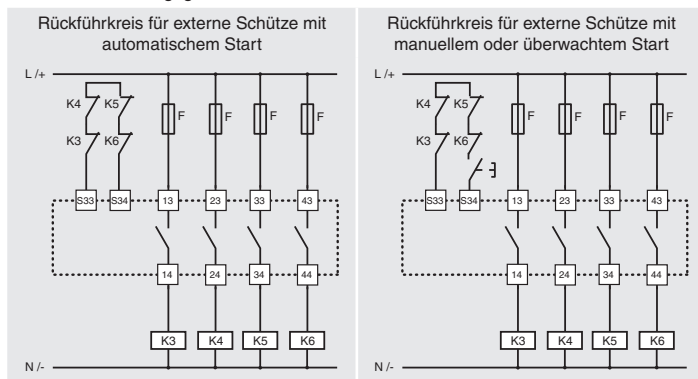 Rückführkreis für externe Schütze mit
automatischem Start
L /+
K4 K5 F F F F
K3 K6
S33 S34 13 23 33 43
14 24 34 44
K3 K4 K5 K6
N /-
Rückführkreis für externe Schütze mit
manuellem oder überwachtem Start
L /+
K4 K5 F F F F
K3 K6
S33 S34 13 23 33 43
14 24 34 44
K3 K4 K5 K6
N /-